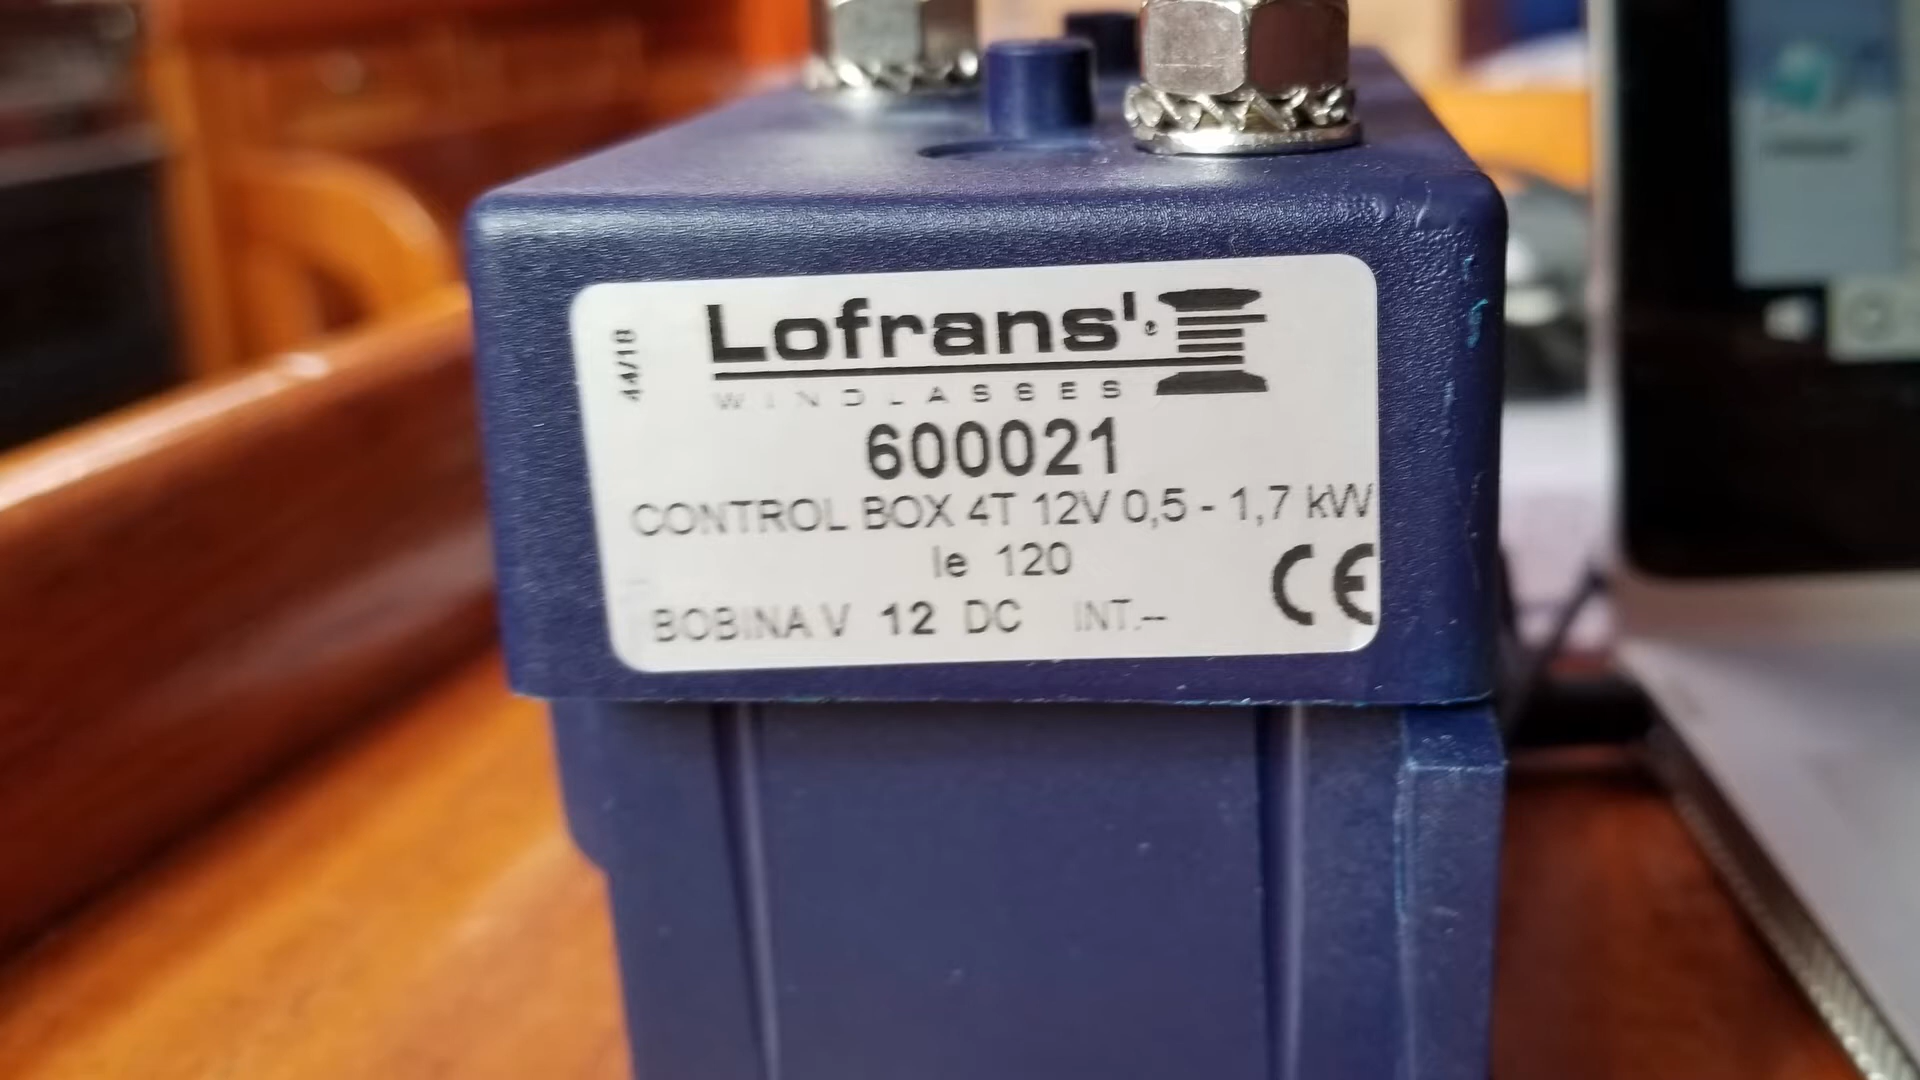 44/18
Lofrans'®
WINDLASSES
600021
CONTROL BOX 4T 12V 0,5 - 1,7 kW
Ie 120
BOBINA V 12 DC INT.--
CE